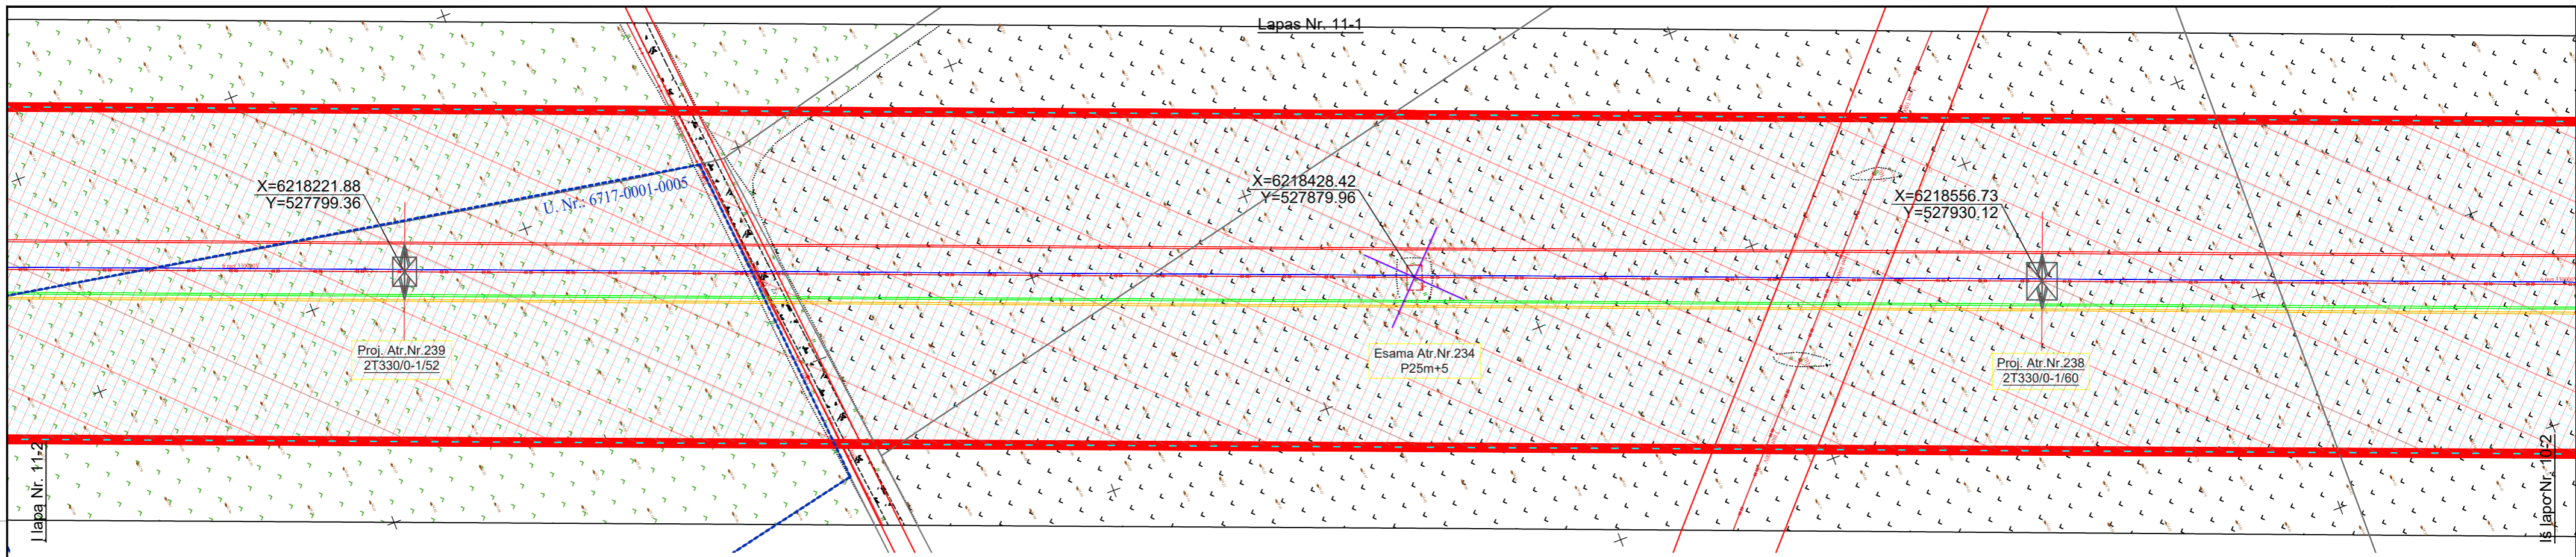 Lapas Nr. 11-1
X=6218221.88
Y=527799.36
U. Nr.: 6717-0001-0005
X=6218428.42
Y=527879.96
X=6218556.73
Y=527930.12
Proj. Atr.Nr.239
2T330/0-1/52
Esama Atr.Nr.234
P25m+5
Proj. Atr.Nr.238
2T330/0-1/60
Į lapą Nr. 11-2
Iš lapo Nr. 10-2